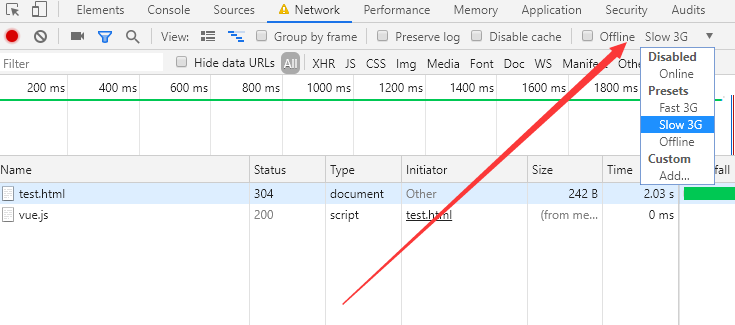 Elements Console Sources Network Performance Memory Application Security Audits
View: Group by frame Preserve log Disable cache Offline Slow 3G
Filter Hide data URLs All XHR JS CSS Img Media Font Doc WS Manifest Othe
Disabled
Online
Presets
Fast 3G
Slow 3G
Offline
Custom
Add...
200 ms 400 ms 600 ms 800 ms 1000 ms 1200 ms 1400 ms 1600 ms 1800 ms
Name Status Type Initiator Size Time fall
test.html 304 document Other 242 B 2.03 s
vue.js 200 script test.html (from me... 0 ms